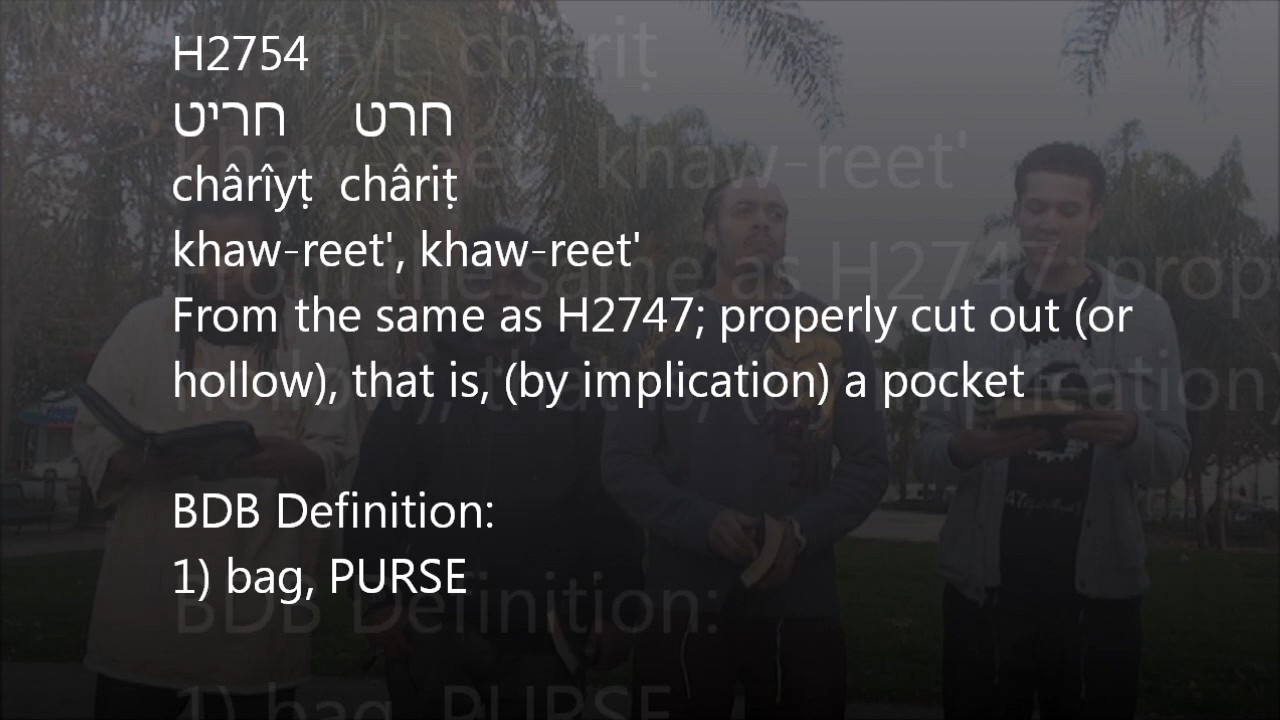 H2754
חריט חרט
chârîyṭ châriṭ
khaw-reet', khaw-reet'
From the same as H2747; properly cut out (or
hollow), that is, (by implication) a pocket
BDB Definition:
1) bag, PURSE